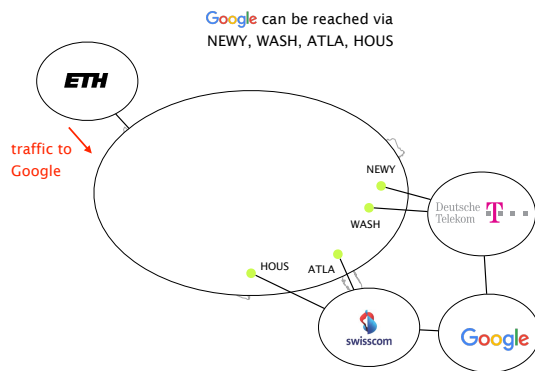 Google can be reached via
NEWY, WASH, ATLA, HOUS
ETH
traffic to
Google
NEWY
WASH
Deutsche
Telekom T
HOUS
ATLA
swisscom
Google